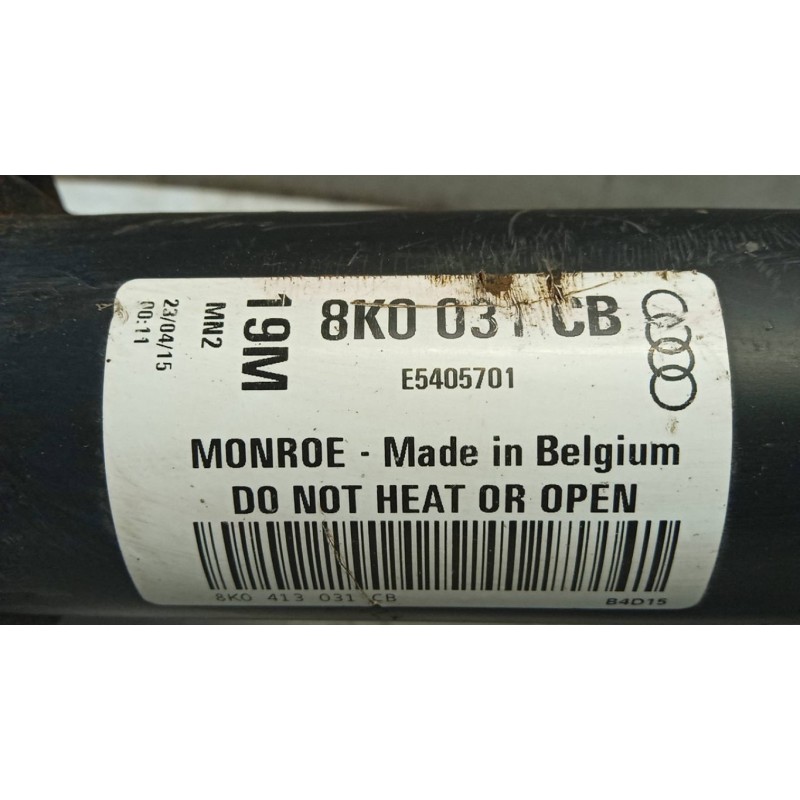 23/04/15
00:11
MN2
19M
8K0 031 CB
E5405701
MONROE - Made in Belgium
DO NOT HEAT OR OPEN
8K0 413 031 CB
B4D15